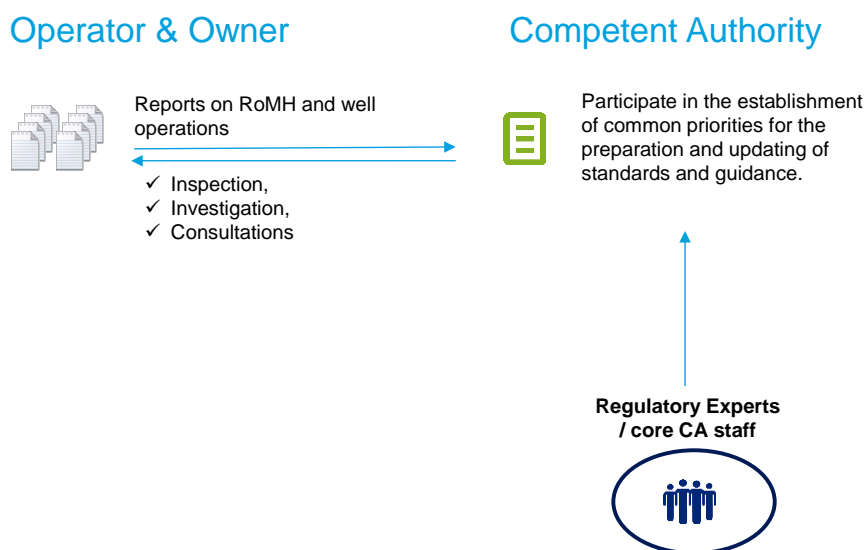 Operator & Owner
Competent Authority
Reports on RoMH and well
operations
✓ Inspection,
✓ Investigation,
✓ Consultations
Participate in the establishment
of common priorities for the
preparation and updating of
standards and guidance.
Regulatory Experts
/ core CA staff